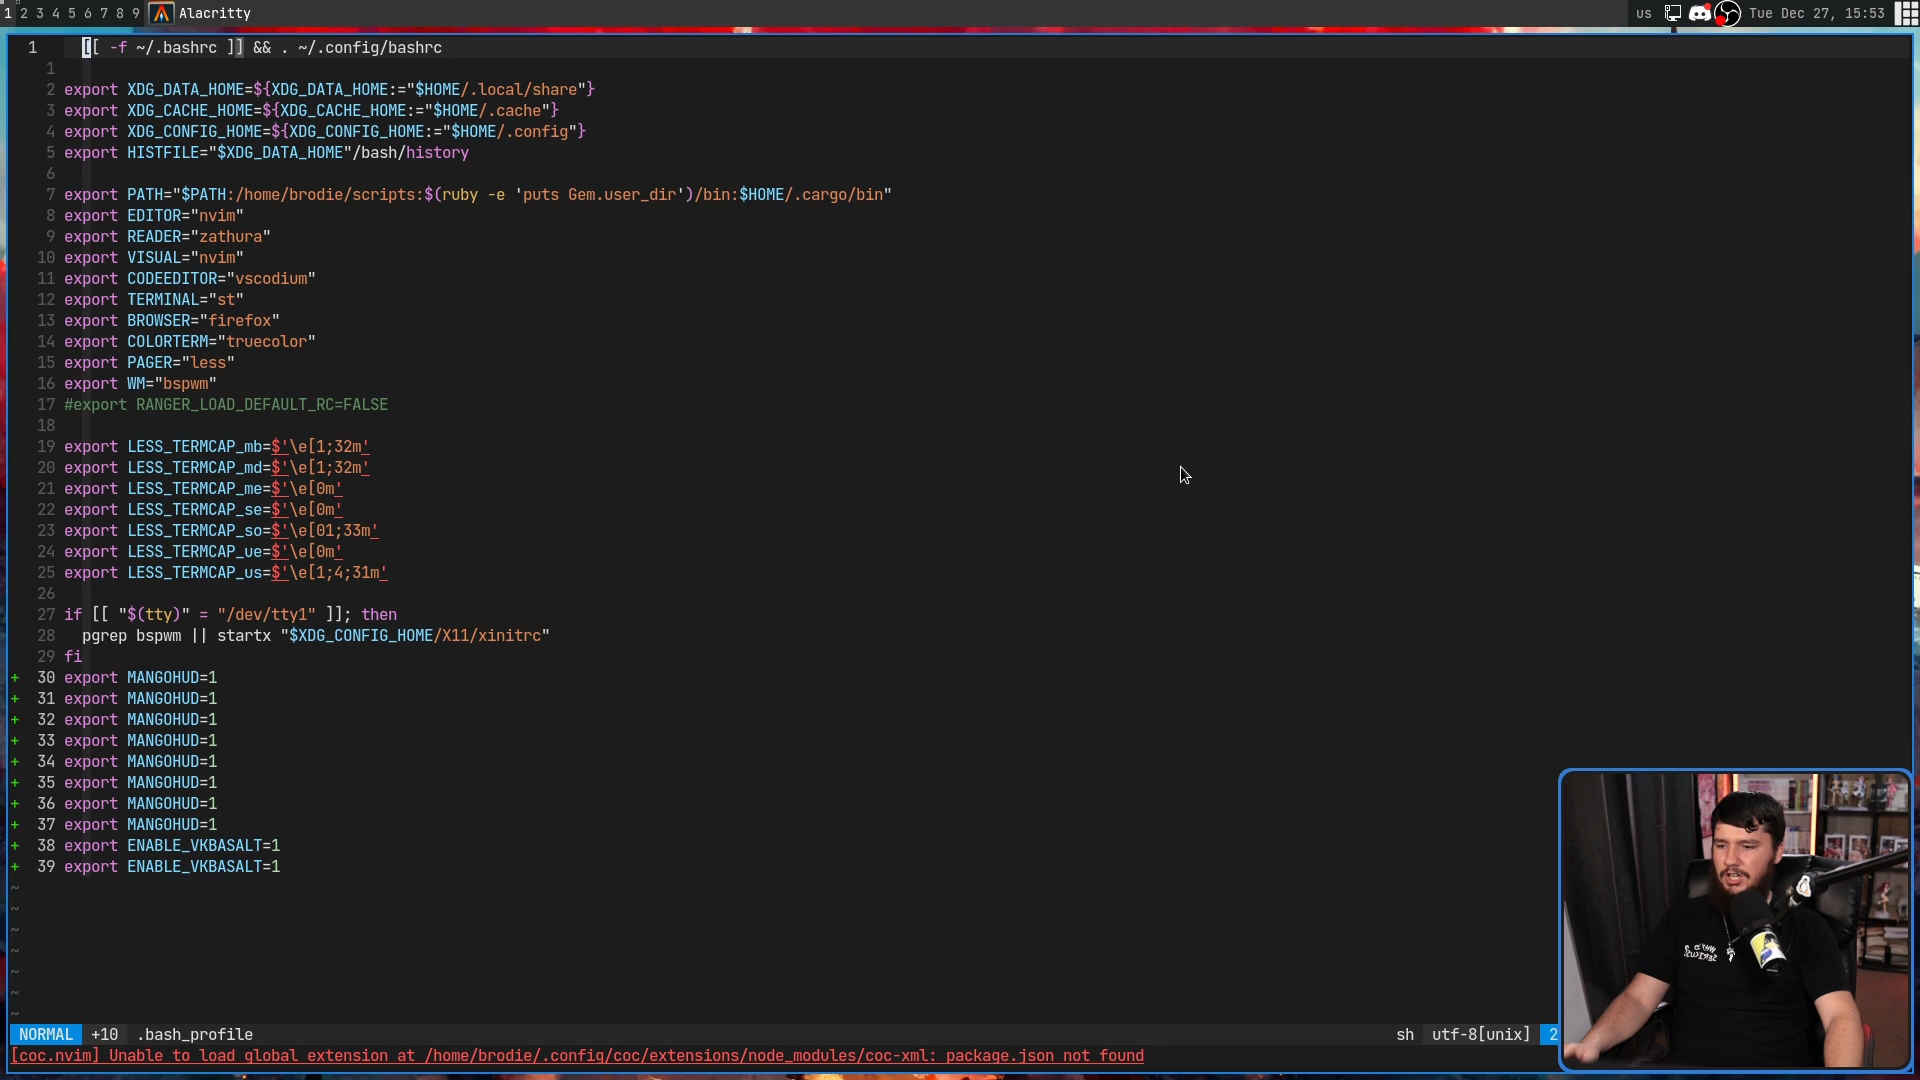 1 2 3 4 5 6 7 8 9 Alacritty us Tue Dec 27, 15:53
1 [[ -f ~/.bashrc ]] && . ~/.config/bashrc
1
2 export XDG_DATA_HOME=${XDG_DATA_HOME:="$HOME/.local/share"}
3 export XDG_CACHE_HOME=${XDG_CACHE_HOME:="$HOME/.cache"}
4 export XDG_CONFIG_HOME=${XDG_CONFIG_HOME:="$HOME/.config"}
5 export HISTFILE="$XDG_DATA_HOME"/bash/history
6
7 export PATH="$PATH:/home/brodie/scripts:$(ruby -e 'puts Gem.user_dir')/bin:$HOME/.cargo/bin"
8 export EDITOR="nvim"
9 export READER="zathura"
10 export VISUAL="nvim"
11 export CODEEDITOR="vscodium"
12 export TERMINAL="st"
13 export BROWSER="firefox"
14 export COLORTERM="truecolor"
15 export PAGER="less"
16 export WM="bspwm"
17 #export RANGER_LOAD_DEFAULT_RC=FALSE
18
19 export LESS_TERMCAP_mb=$'\e[1;32m'
20 export LESS_TERMCAP_md=$'\e[1;32m'
21 export LESS_TERMCAP_me=$'\e[0m'
22 export LESS_TERMCAP_se=$'\e[0m'
23 export LESS_TERMCAP_so=$'\e[01;33m'
24 export LESS_TERMCAP_ue=$'\e[0m'
25 export LESS_TERMCAP_us=$'\e[1;4;31m'
26
27 if [[ "$(tty)" = "/dev/tty1" ]]; then
28 pgrep bspwm || startx "$XDG_CONFIG_HOME/X11/xinitrc"
29 fi
+ 30 export MANGOHUD=1
+ 31 export MANGOHUD=1
+ 32 export MANGOHUD=1
+ 33 export MANGOHUD=1
+ 34 export MANGOHUD=1
+ 35 export MANGOHUD=1
+ 36 export MANGOHUD=1
+ 37 export MANGOHUD=1
+ 38 export ENABLE_VKBASALT=1
+ 39 export ENABLE_VKBASALT=1
~
~
~
~
~
~
~
NORMAL +10 .bash_profile sh utf-8[unix] 2
[coc.nvim] Unable to load global extension at /home/brodie/.config/coc/extensions/node_modules/coc-xml: package.json not found